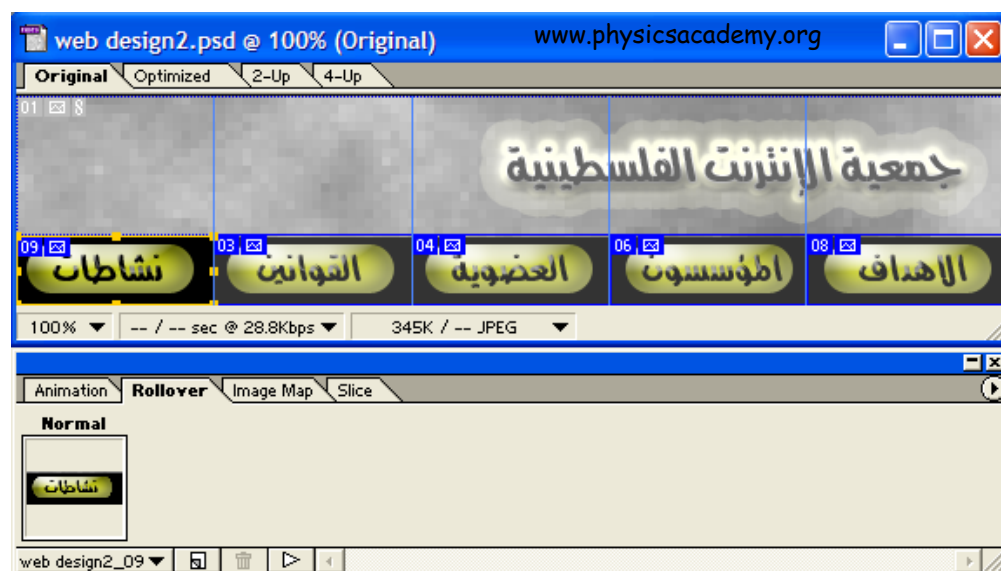 web design2.psd @ 100% (Original) www.physicsacademy.org
Original Optimized 2-Up 4-Up
01
جمعية الإنترنت الفلسطينية
09 03 04 06 08
الاهداف المؤسسون العضوية القوانين نشاطات
100% -- / -- sec @ 28.8Kbps 345K / -- JPEG
Animation Rollover Image Map Slice
Normal
نشاطات
web design2_09